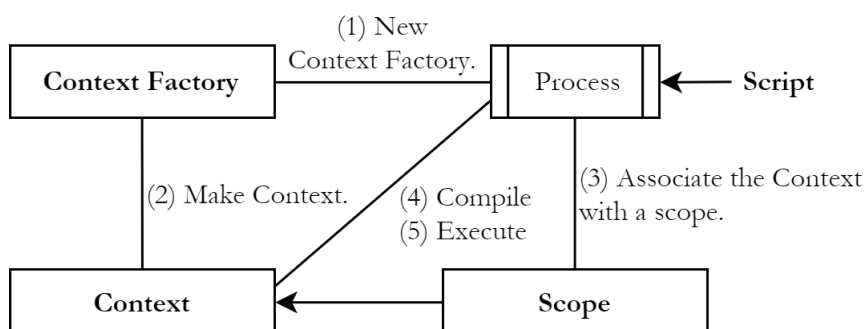 (1) New
Context Factory.
Context Factory
Process
Script
(2) Make Context.
(4) Compile
(5) Execute
(3) Associate the Context
with a scope.
Context
Scope